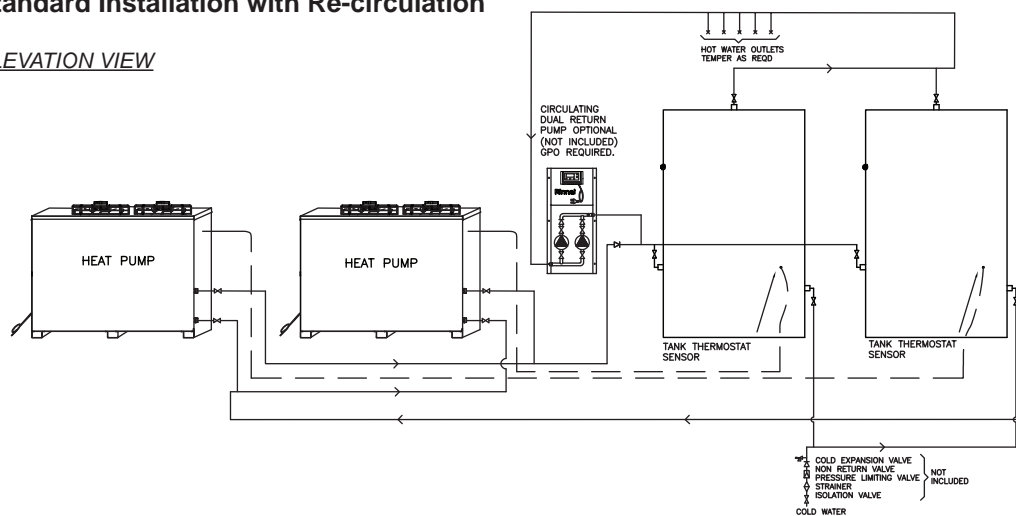 tandard Installation with Re-circulation
LEVATION VIEW
HOT WATER OUTLETS
TEMPER AS REQD
CIRCULATING
DUAL RETURN
PUMP OPTIONAL
(NOT INCLUDED)
GPO REQUIRED.
Rinnai
HEAT PUMP
HEAT PUMP
TANK THERMOSTAT
SENSOR
TANK THERMOSTAT
SENSOR
COLD EXPANSION VALVE
NON RETURN VALVE
PRESSURE LIMITING VALVE
STRAINER
ISOLATION VALVE
NOT
INCLUDED
COLD WATER